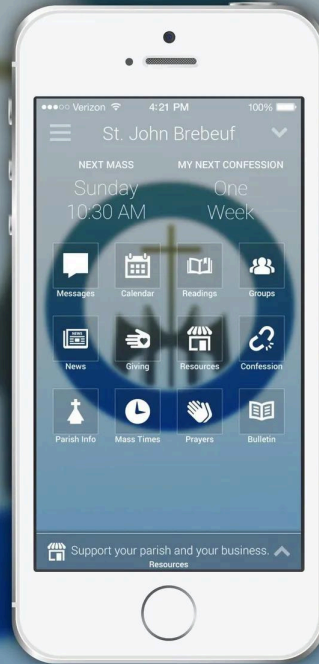 Verizon 4:21 PM 100%
St. John Brebeuf
NEXT MASS MY NEXT CONFESSION
Sunday One
10:30 AM Week
Messages Calendar Readings Groups
NEWS
News Giving Resources Confession
Parish Info Mass Times Prayers Bulletin
Support your parish and your business.
Resources